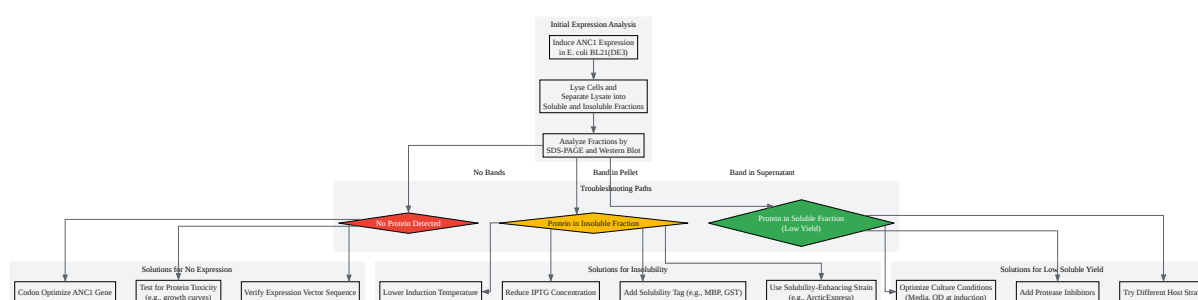 Initial Expression Analysis
Induce ANC1 Expression
in E. coli BL21(DE3)
Lyse Cells and
Separate Lysate into
Soluble and Insoluble Fractions
Analyze Fractions by
SDS-PAGE and Western Blot
No Bands
Band in Pellet
Band in Supernatant
Troubleshooting Paths
No Protein Detected
Protein in Insoluble Fraction
Protein in Soluble Fraction
(Low Yield)
Solutions for No Expression
Solutions for Insolubility
Solutions for Low Soluble Yield
Codon Optimize ANC1 Gene
Test for Protein Toxicity
(e.g., growth curves)
Verify Expression Vector Sequence
Lower Induction Temperature
Reduce IPTG Concentration
Add Solubility Tag (e.g., MBP, GST)
Use Solubility-Enhancing Strain
(e.g., ArcticExpress)
Optimize Culture Conditions
(Media, OD at induction)
Add Protease Inhibitors
Try Different Host Stra